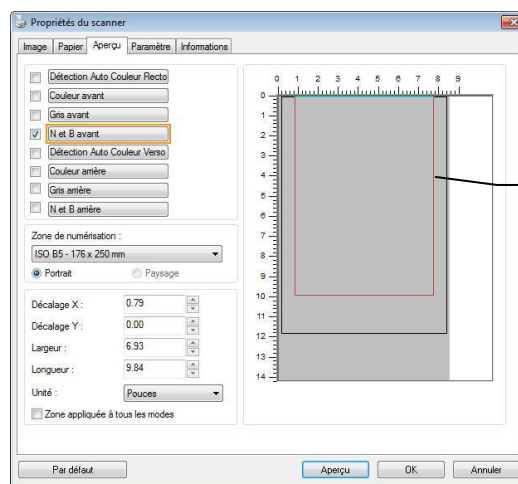 Propriétés du scanner
Image Papier Aperçu Paramètre Informations
Détection Auto Couleur Recto
Couleur avant
Gris avant
N et B avant
Détection Auto Couleur Verso
Couleur arrière
Gris arrière
N et B arrière
Zone de numérisation :
ISO B5 - 176 x 250 mm
Portrait Paysage
Décalage X : 0.79
Décalage Y : 0.00
Largeur : 6.93
Longueur : 9.84
Unité : Pouces
Zone appliquée à tous les modes
0 1 2 3 4 5 6 7 8 9
0
1
2
3
4
5
6
7
8
9
10
11
12
13
14
Par défaut Aperçu OK Annuler